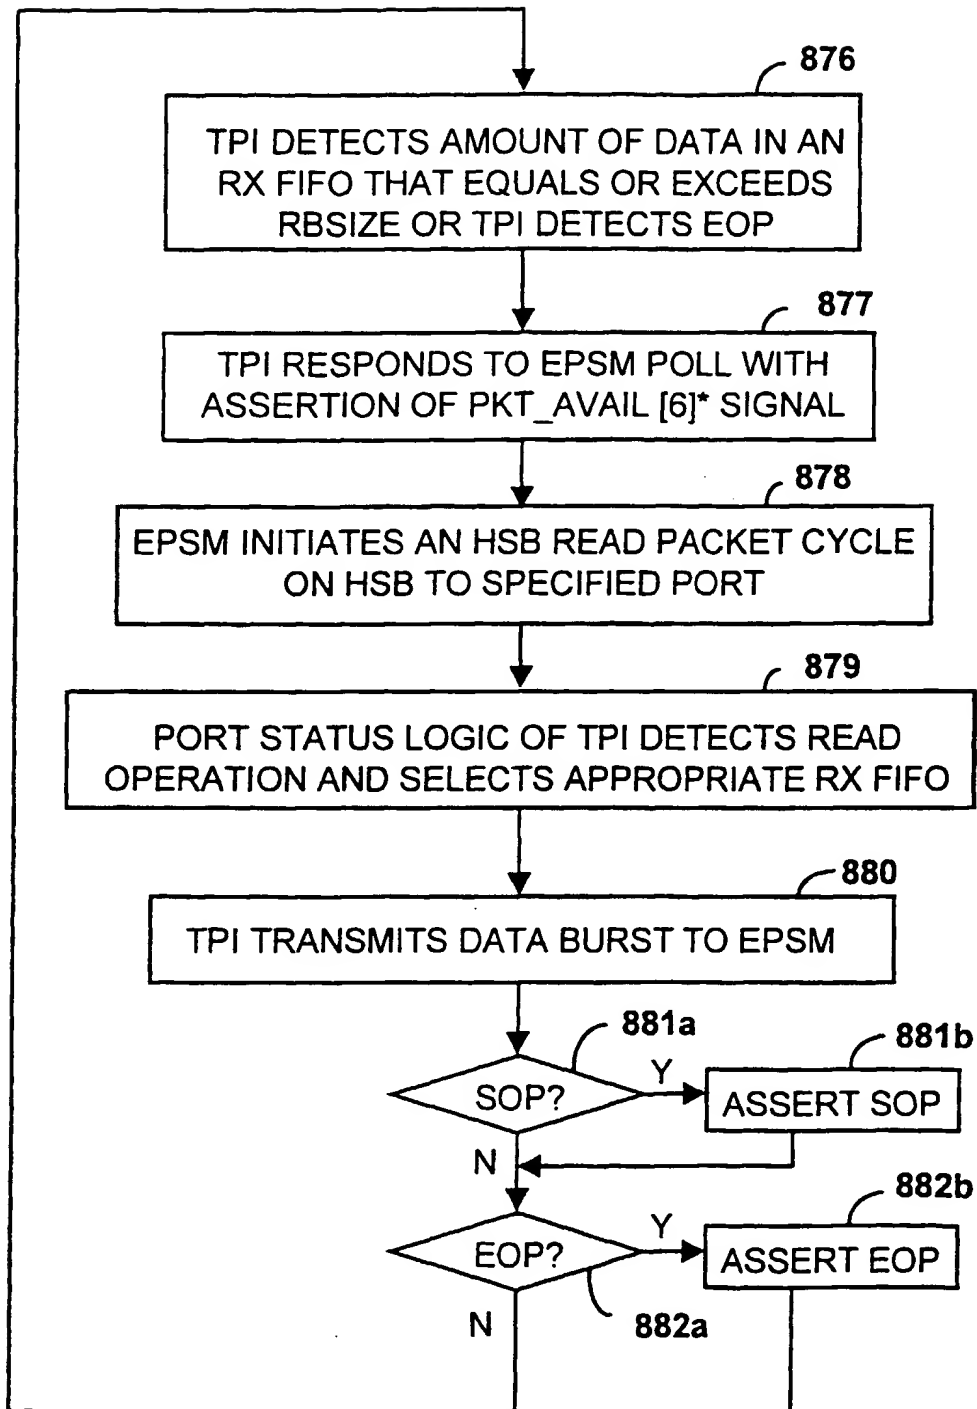 876
TPI DETECTS AMOUNT OF DATA IN AN
RX FIFO THAT EQUALS OR EXCEEDS
RBSIZE OR TPI DETECTS EOP
877
TPI RESPONDS TO EPSM POLL WITH
ASSERTION OF PKT_AVAIL [6]* SIGNAL
878
EPSM INITIATES AN HSB READ PACKET CYCLE
ON HSB TO SPECIFIED PORT
879
PORT STATUS LOGIC OF TPI DETECTS READ
OPERATION AND SELECTS APPROPRIATE RX FIFO
880
TPI TRANSMITS DATA BURST TO EPSM
881a
881b
SOP?
Y
ASSERT SOP
N
882b
EOP?
Y
ASSERT EOP
N
882a